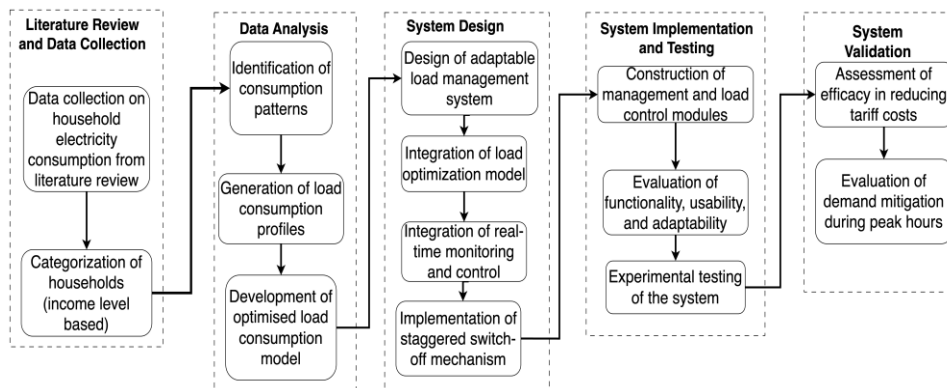 Literature Review
and Data Collection
Data collection on
household
electricity
consumption from
literature review
Categorization of
households
(income level
based)
Data Analysis
Identification of
consumption
patterns
Generation of load
consumption
profiles
Development of
optimised load
consumption
model
System Design
Design of adaptable
load management
system
Integration of load
optimization model
Integration of real-
time monitoring
and control
Implementation of
staggered switch-
off mechanism
System Implementation
and Testing
Construction of
management and load
control modules
Evaluation of
functionality, usability,
and adaptability
Experimental testing
of the system
System
Validation
Assessment of
efficacy in reducing
tariff costs
Evaluation of
demand mitigation
during peak hours